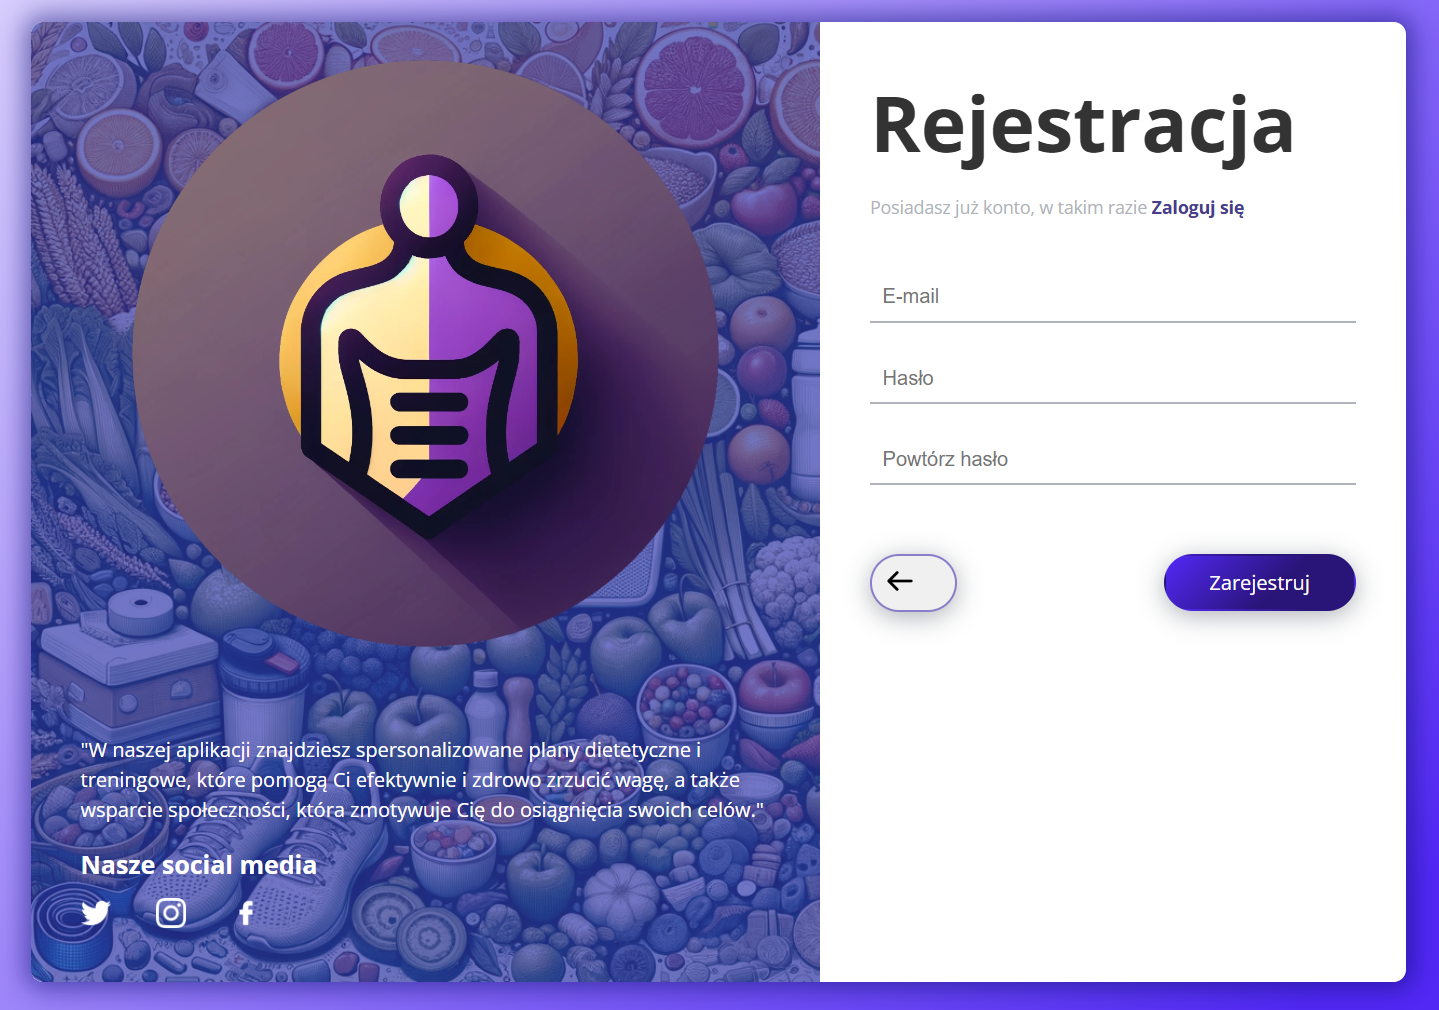 Rejestracja
Posiadasz już konto, w takim razie Zaloguj się
E-mail
Hasło
Powtórz hasło
Zarejestruj
"W naszej aplikacji znajdziesz spersonalizowane plany dietetyczne i
treningowe, które pomogą Ci efektywnie i zdrowo zrzucić wagę, a także
wsparcie społeczności, która zmotywuje Cię do osiągnięcia swoich celów."
Nasze social media